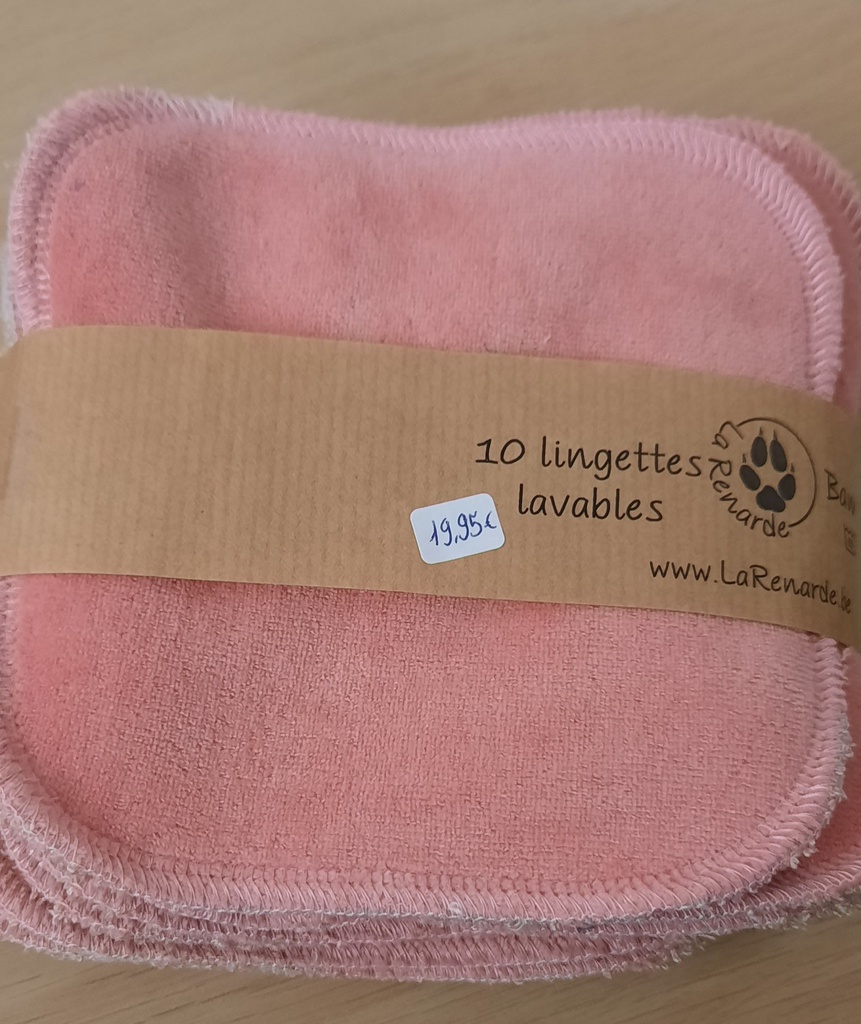 10 lingettes
lavables
La Renarde
19,95€
www.LaRenarde.be